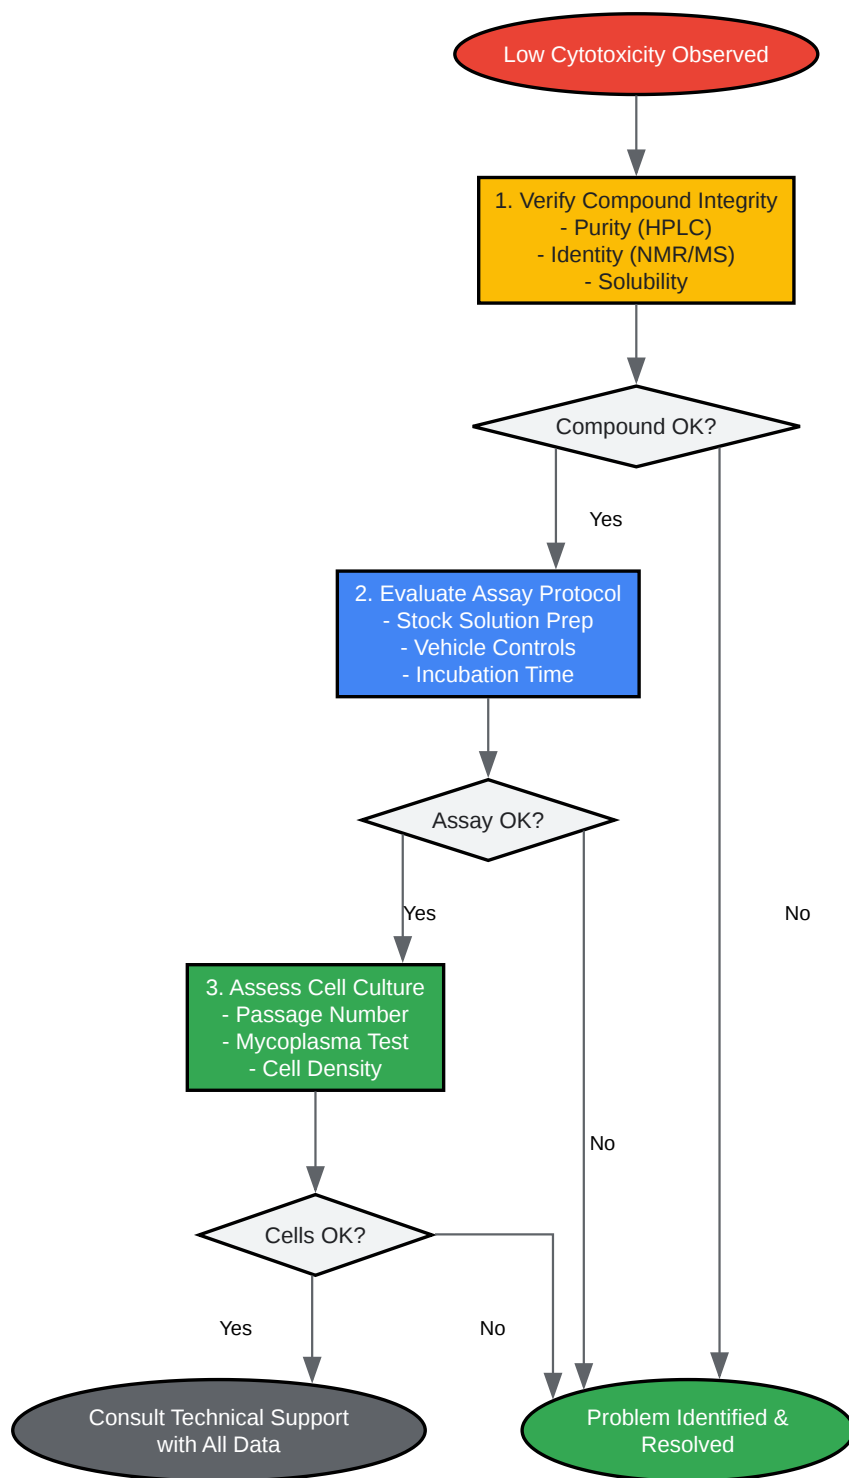 Low Cytotoxicity Observed
1. Verify Compound Integrity
- Purity (HPLC)
- Identity (NMR/MS)
- Solubility
Compound OK?
Yes
2. Evaluate Assay Protocol
- Stock Solution Prep
- Vehicle Controls
- Incubation Time
Assay OK?
Yes
No
3. Assess Cell Culture
- Passage Number
- Mycoplasma Test
- Cell Density
No
Cells OK?
Yes
No
Consult Technical Support
with All Data
Problem Identified &
Resolved